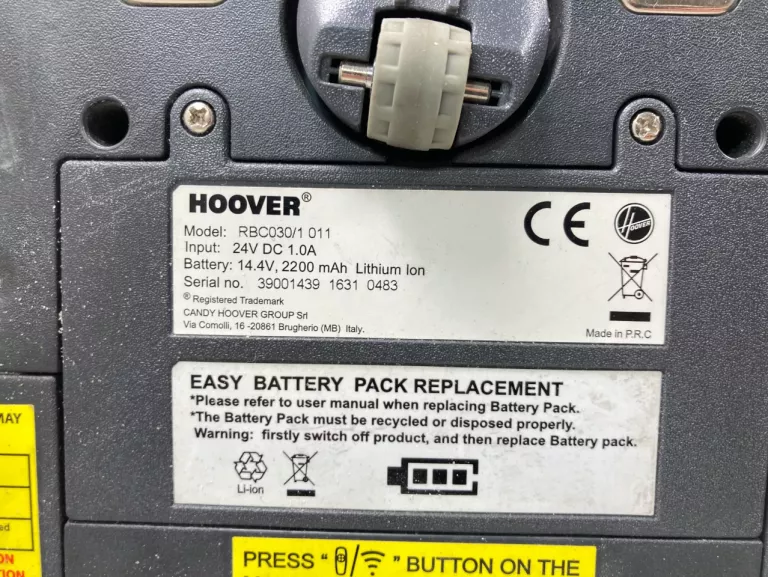 HOOVER®
Model: RBC030/1 011
Input: 24V DC 1.0A
Battery: 14.4V, 2200 mAh Lithium Ion
Serial no. 39001439 1631 0483
® Registered Trademark
CANDY HOOVER GROUP Srl
Via Comolli, 16 -20861 Brugherio (MB) Italy.
CE
HOOVER
Made in P.R.C
EASY BATTERY PACK REPLACEMENT
*Please refer to user manual when replacing Battery Pack.
*The Battery Pack must be recycled or disposed properly.
Warning: firstly switch off product, and then replace Battery pack.
Li-ion
MAY
ed
ON
TION
PRESS " / " BUTTON ON THE